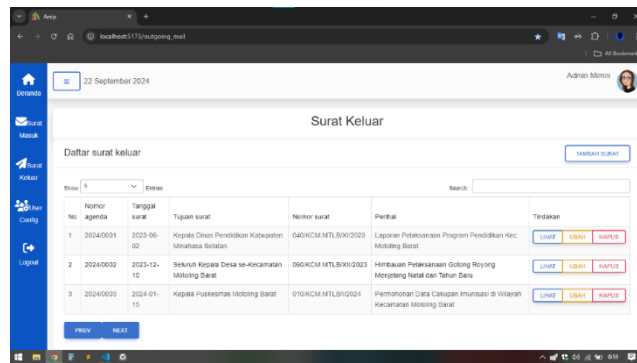 Arsip
localhost:5173/outgoing_mail
All Bookmarks
22 September 2024
Admin Mimin
Beranda
Surat Masuk
Surat Keluar
User Config
Logout
Surat Keluar
Daftar surat keluar
TAMBAH SURAT
Show 5 Entries
Search
No Nomor agenda Tanggal surat Tujuan surat Nomor surat Perihal Tindakan
1 2024/0001 2023-06-02 Kepala Dinas Pendidikan Kabupaten Minahasa Selatan 040/KCM.MTLB/XI/2023 Laporan Pelaksanaan Program Pendidikan Kec. Motoling Barat LIHAT UBAH HAPUS
2 2024/0002 2023-12-10 Seluruh Kepala Desa se-Kecamatan Motoling Barat 060/KCM.MTLB/XII/2023 Himbauan Pelaksanaan Gotong Royong Menjelang Natal dan Tahun Baru LIHAT UBAH HAPUS
3 2024/0003 2024-01-15 Kepala Puskesmas Motoling Barat 016/KCM.MTLB/I/2024 Permohonan Data Cakupan Imunisasi di Wilayah Kecamatan Motoling Barat LIHAT UBAH HAPUS
PREV NEXT